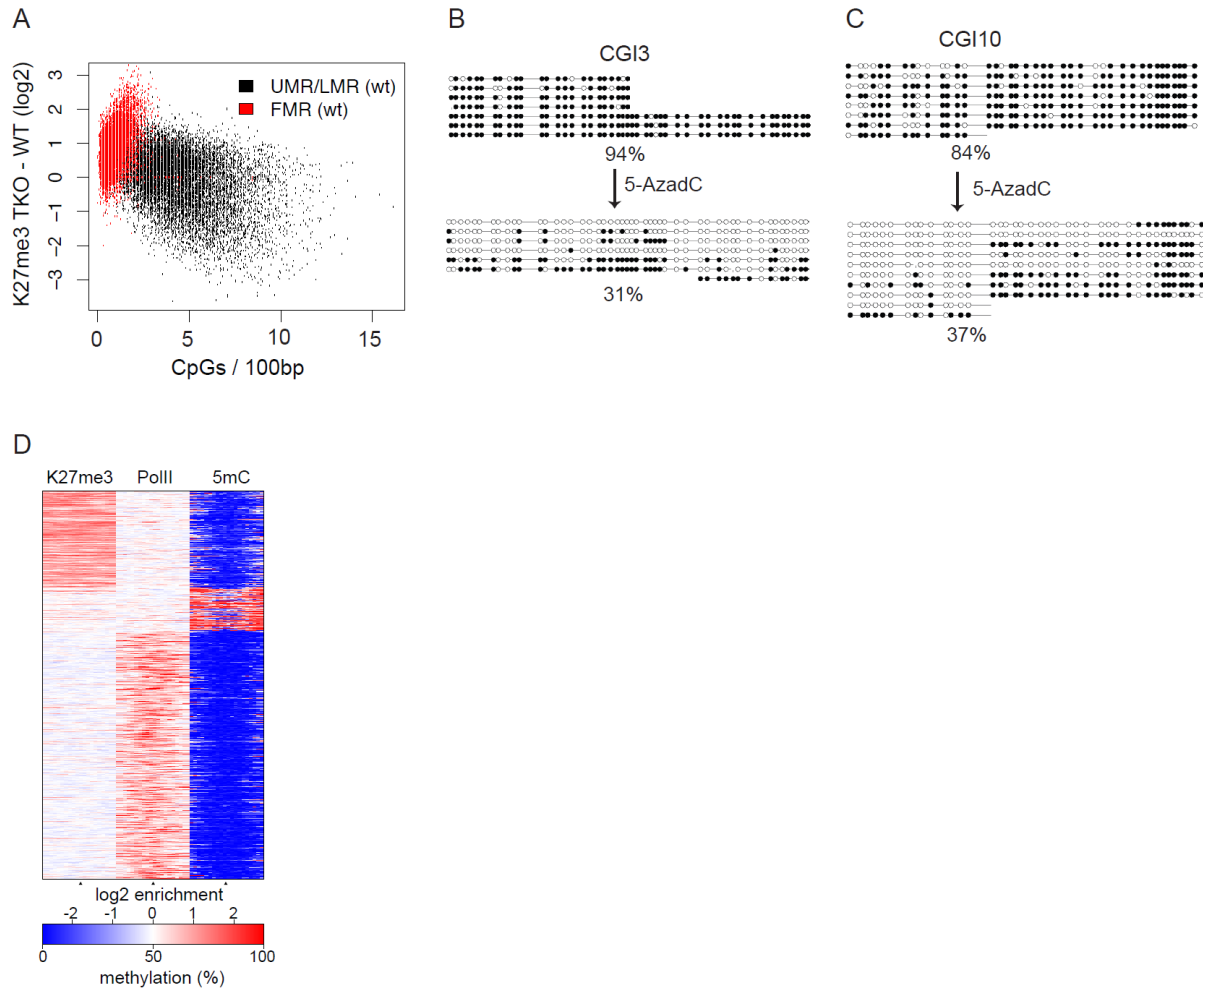 A
K27me3 TKO - WT (log2)
3
2
1
0
−1
−2
−3
UMR/LMR (wt)
FMR (wt)
0 5 10 15
CpGs / 100bp
B
CGI3
94%
5-AzadC
31%
C
CGI10
84%
5-AzadC
37%
D
K27me3 PolII 5mC
log2 enrichment
-2 -1 0 1 2
0 50 100
methylation (%)